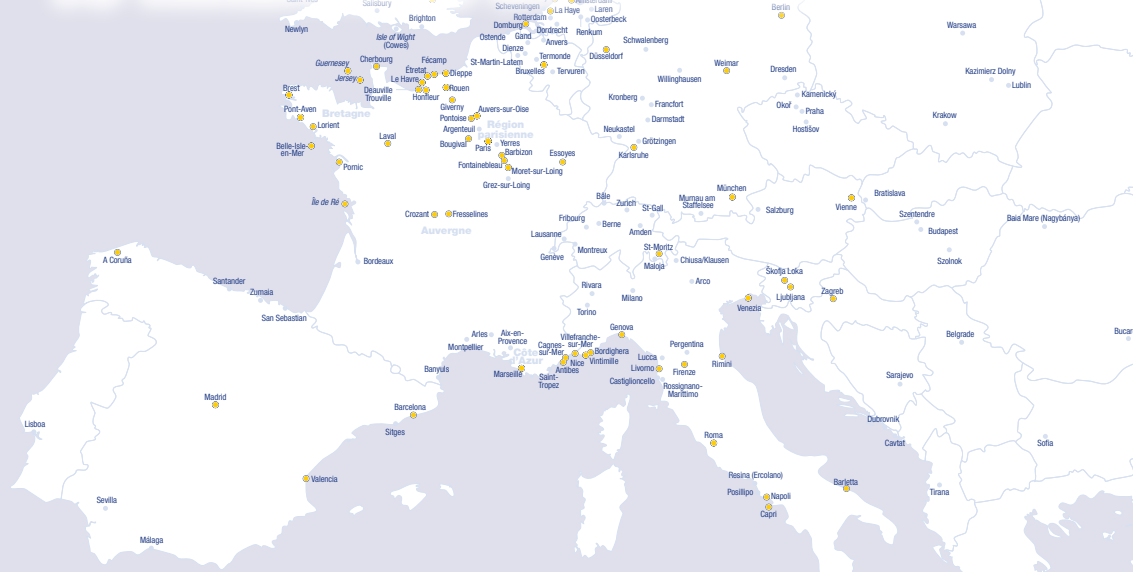 Salisbury
Scheveningen
Laren
La Haye
Berlin
Rotterdam
Oosterbeck
Brighton
Domburg
Dordrecht
Renkum
Newlyn
Warsawa
Isle of Wight
(Cowes)
Ostende
Gand
Anvers
Schwalenberg
Dienze
Termonde
Düsseldorf
Fécamp
Cherbourg
Guernesey
St-Martin-Latem
Weimar
Étretat
Dieppe
Bruxelles
Tervuren
Dresden
Kazimierz Dolny
Jersey
Le Havre
Willinghausen
Lublin
Brest
Deauville
Trouville
Rouen
Honfleur
Kronberg
Francfort
Kamenický
Okoř
Praha
Giverny
Auvers-sur-Oise
Pont-Aven
Bretagne
Pontoise
Darmstadt
Krakow
Lorient
Argenteuil
Région
parisienne
Neukastel
Hostišov
Laval
Bougival
Paris
Yerres
Grötzingen
Belle-Isle-
en-Mer
Barbizon
Essoyes
Karlsruhe
Pornic
Fontainebleau
Moret-sur-Loing
Grez-sur-Loing
München
Île de Ré
Bâle
Zurich
St-Gall
Murnau am
Staffelsee
Salzburg
Vienne
Bratislava
Crozant
Fresselines
Fribourg
Berne
Szentendre
Baia Mare (Nagybánya)
Auvergne
Lausanne
Amden
Budapest
Genève
Montreux
St-Moritz
A Coruña
Bordeaux
Maloja
Chiusa/Klausen
Szolnok
Škofja Loka
Santander
Arco
Zumaia
Rivara
Milano
Ljubljana
Zagreb
Venezia
San Sebastian
Torino
Genova
Arles
Aix-en-
Provence
Villefranche-
sur-Mer
Belgrade
Bucar
Montpellier
Cagnes-
sur-Mer
Côte
d'Azur
Bordighera
Pergentina
Lucca
Rimini
Nice
Vintimille
Banyuls
Marseille
Antibes
Livorno
Firenze
Saint-
Tropez
Castiglioncello
Sarajevo
Rossignano-
Marittimo
Madrid
Barcelona
Dubrovnik
Lisboa
Sitges
Roma
Cavtat
Sofia
Valencia
Resina (Ercolano)
Barletta
Posillipo
Napoli
Tirana
Sevilla
Capri
Málaga